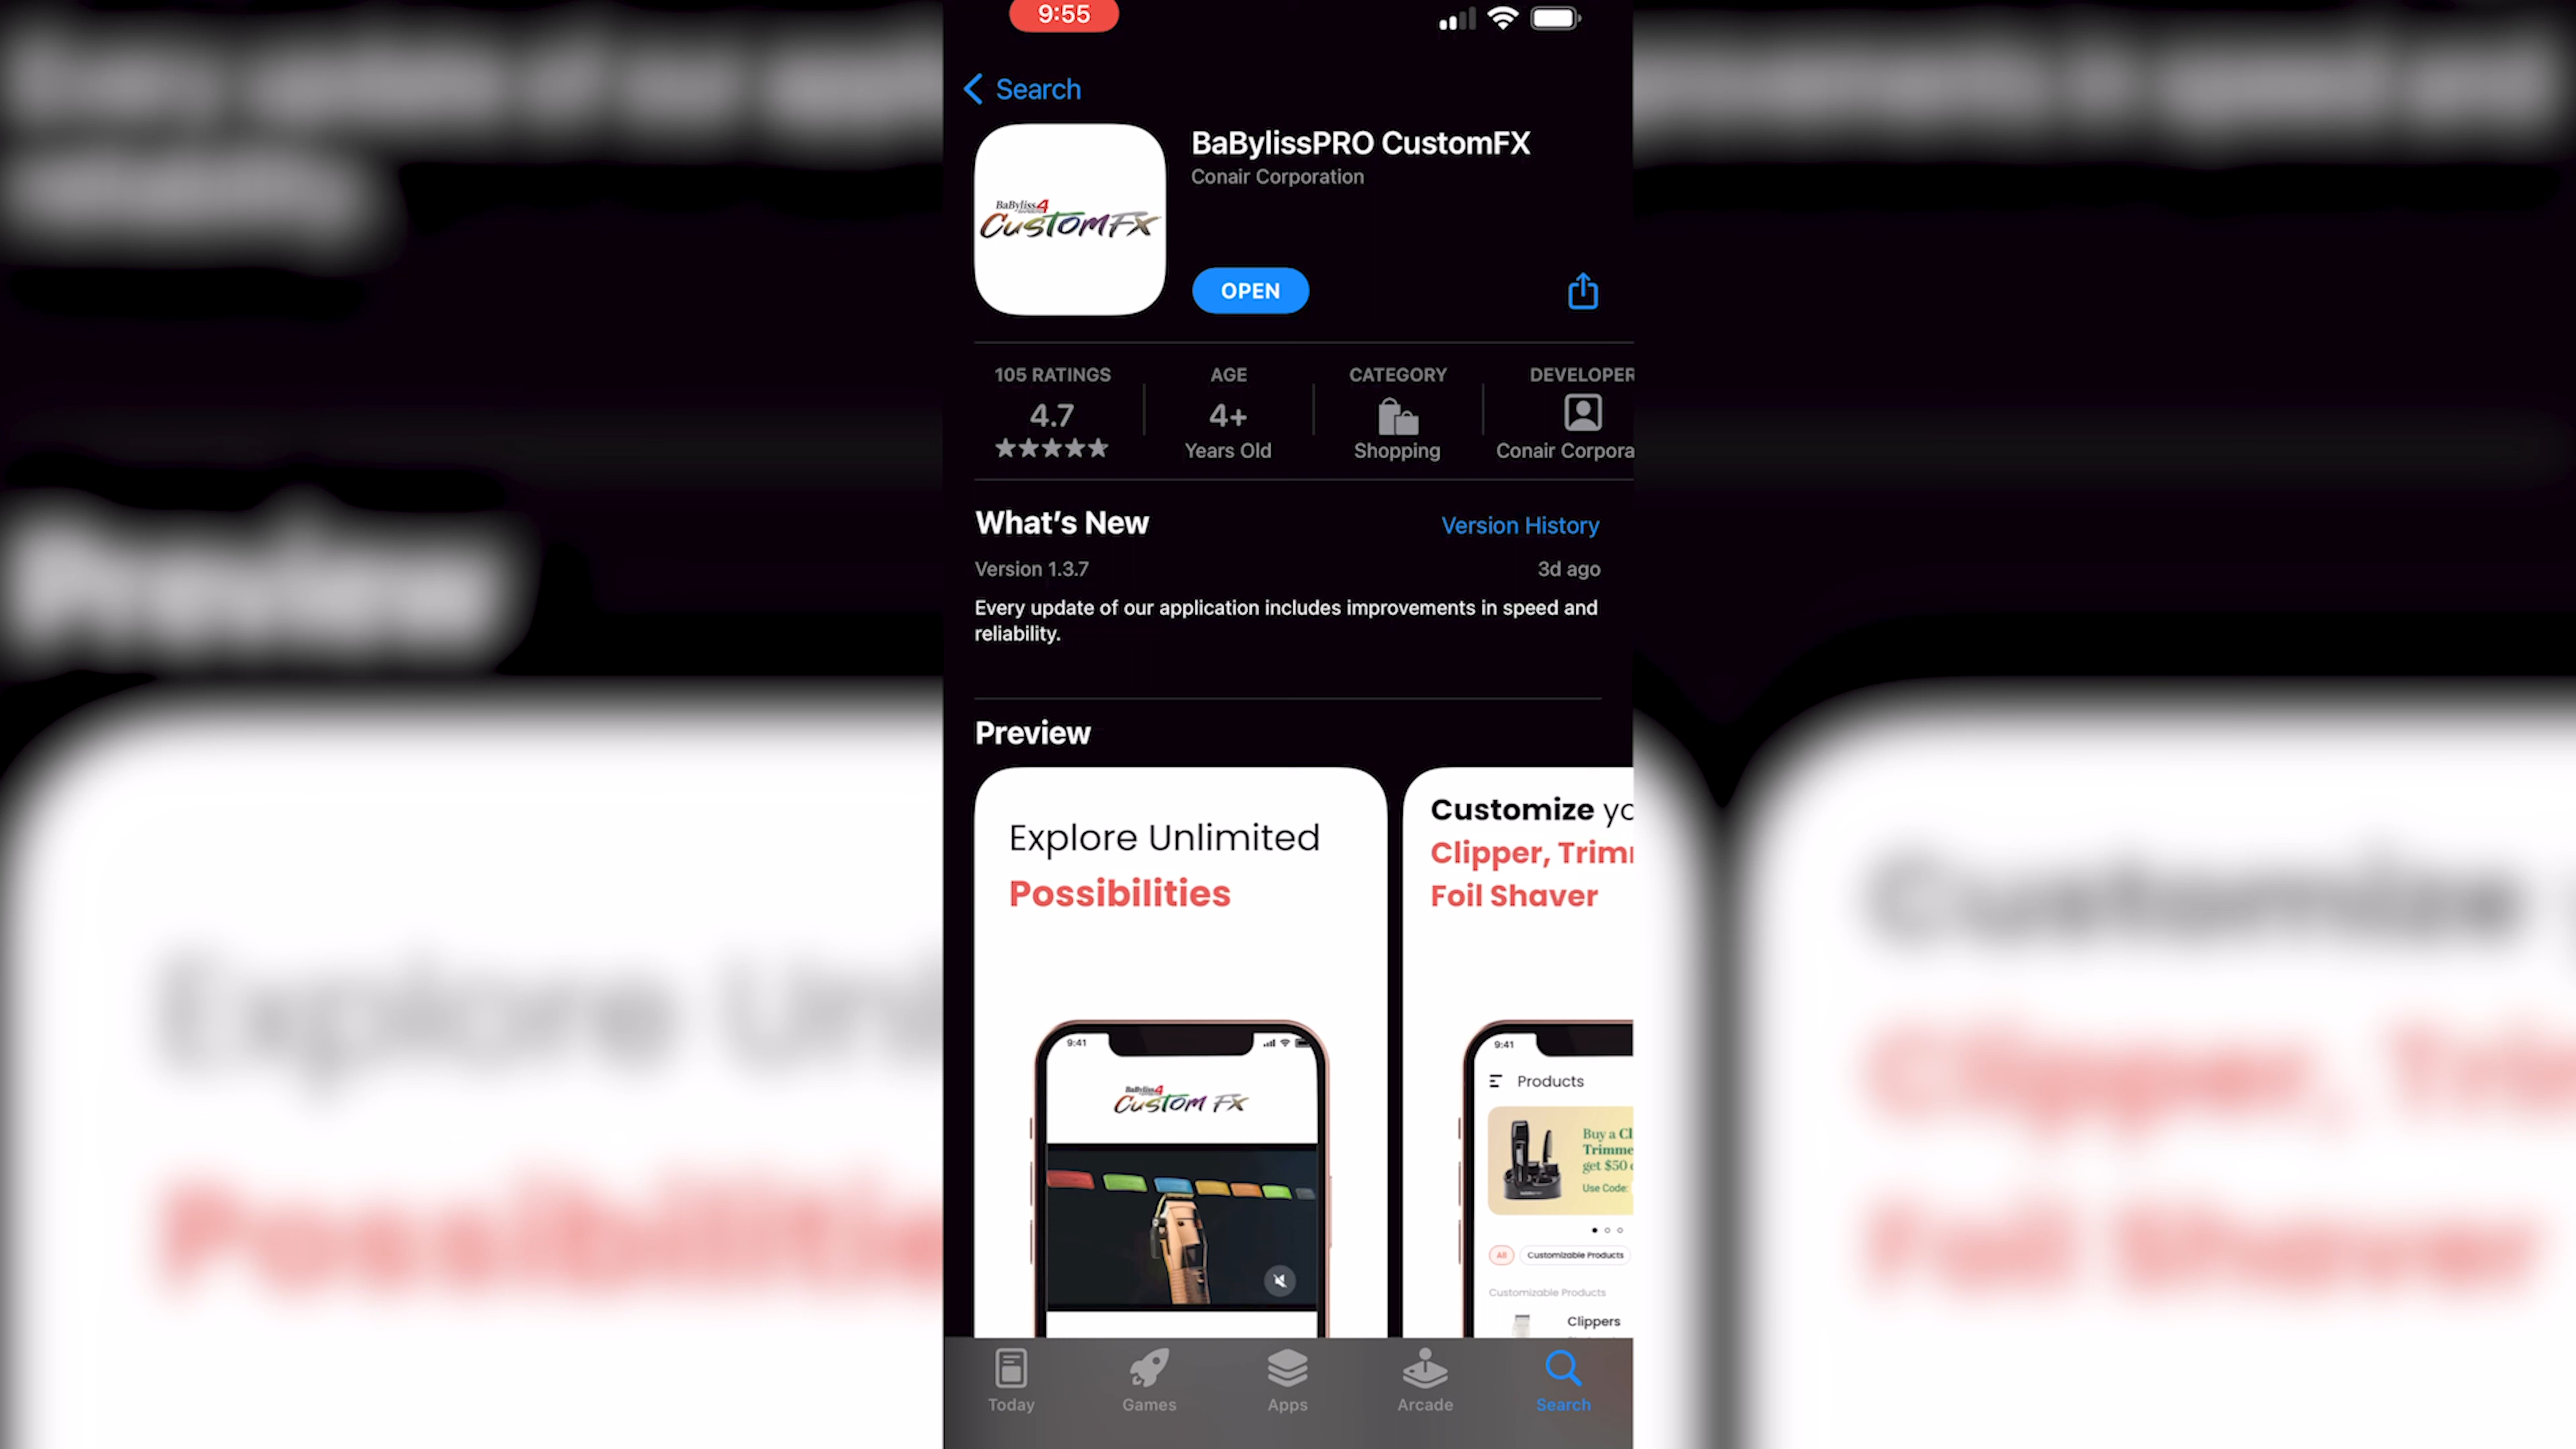 9:55
Search
BaBylissPRO CustomFX
Conair Corporation
BaByliss4
CUSTOMFX
OPEN
105 RATINGS
4.7
AGE
4+
Years Old
CATEGORY
Shopping
DEVELOPER
Conair Corpora
What's New
Version History
Version 1.3.7
3d ago
Every update of our application includes improvements in speed and
reliability.
Preview
Explore Unlimited
Possibilities
Customize yo
Clipper, Trim
Foil Shaver
9:41
BaByliss4
CUSTOM FX
9:41
Products
Buy a Cl
Trimme
get $50
Use Code:
All
Customizable Products
Customizable Products
Clippers
Today
Games
Apps
Arcade
Search